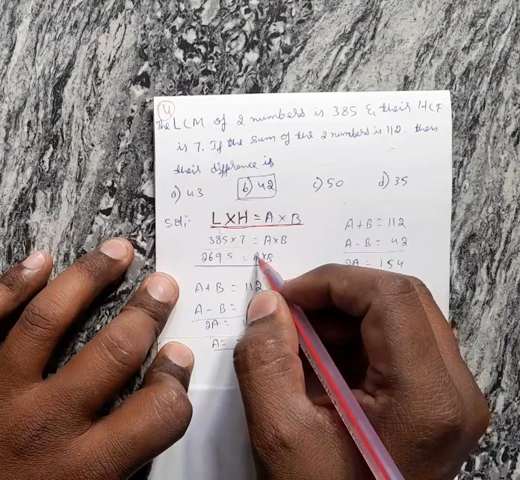 4
The LCM of 2 numbers is 385 & their HCF
is 7. If the sum of the 2 numbers is 112. then
their difference is
a) 43 b) 42 c) 50 d) 35
Sol: L×H = A×B
385×7 = A×B
2695 = A×B
A+B = 112
A-B =
2A =
A=
A+B = 112
A-B = 42
2A = 154